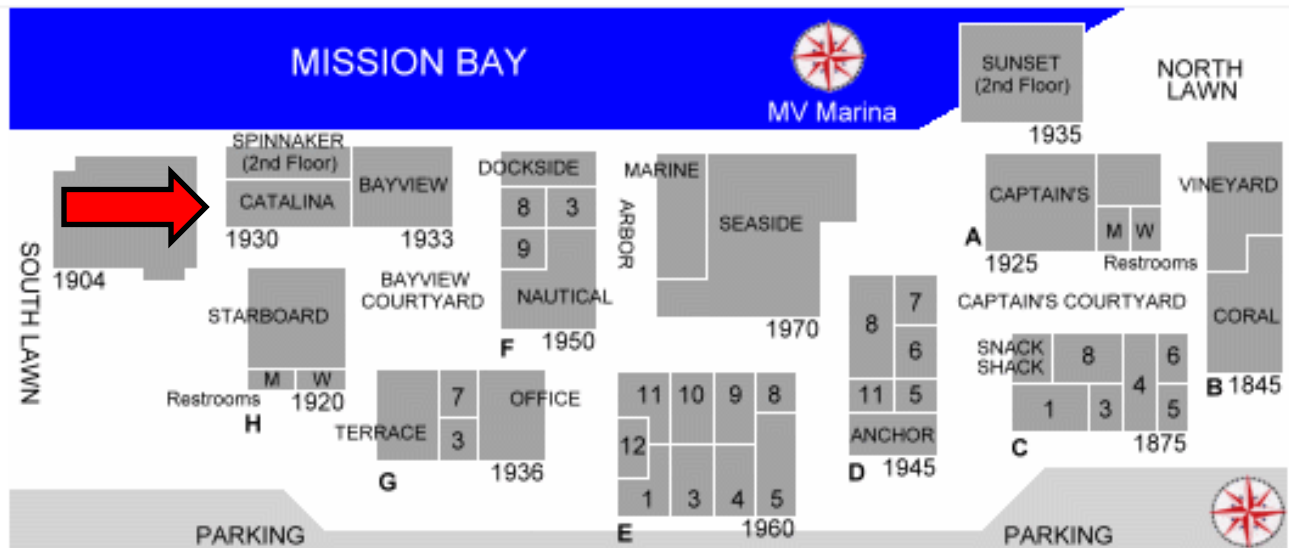 MISSION BAY
MV Marina
SUNSET
(2nd Floor)
1935
NORTH
LAWN
SOUTH LAWN
1904
SPINNAKER
(2nd Floor)
CATALINA
1930
BAYVIEW
1933
DOCKSIDE
8 3
9
NAUTICAL
F 1950
BAYVIEW
COURTYARD
STARBOARD
M W
Restrooms 1920
H
TERRACE
7
3
OFFICE
G 1936
ARBOR
MARINE
SEASIDE
1970
11 10 9 8
12
1 3 4 5
E 1960
8 7
6
11 5
ANCHOR
D 1945
CAPTAIN'S
A 1925
M W
Restrooms
CAPTAIN'S COURTYARD
SNACK
SHACK
8 4 6
1 3 5
C 1875
VINEYARD
CORAL
B 1845
PARKING
PARKING